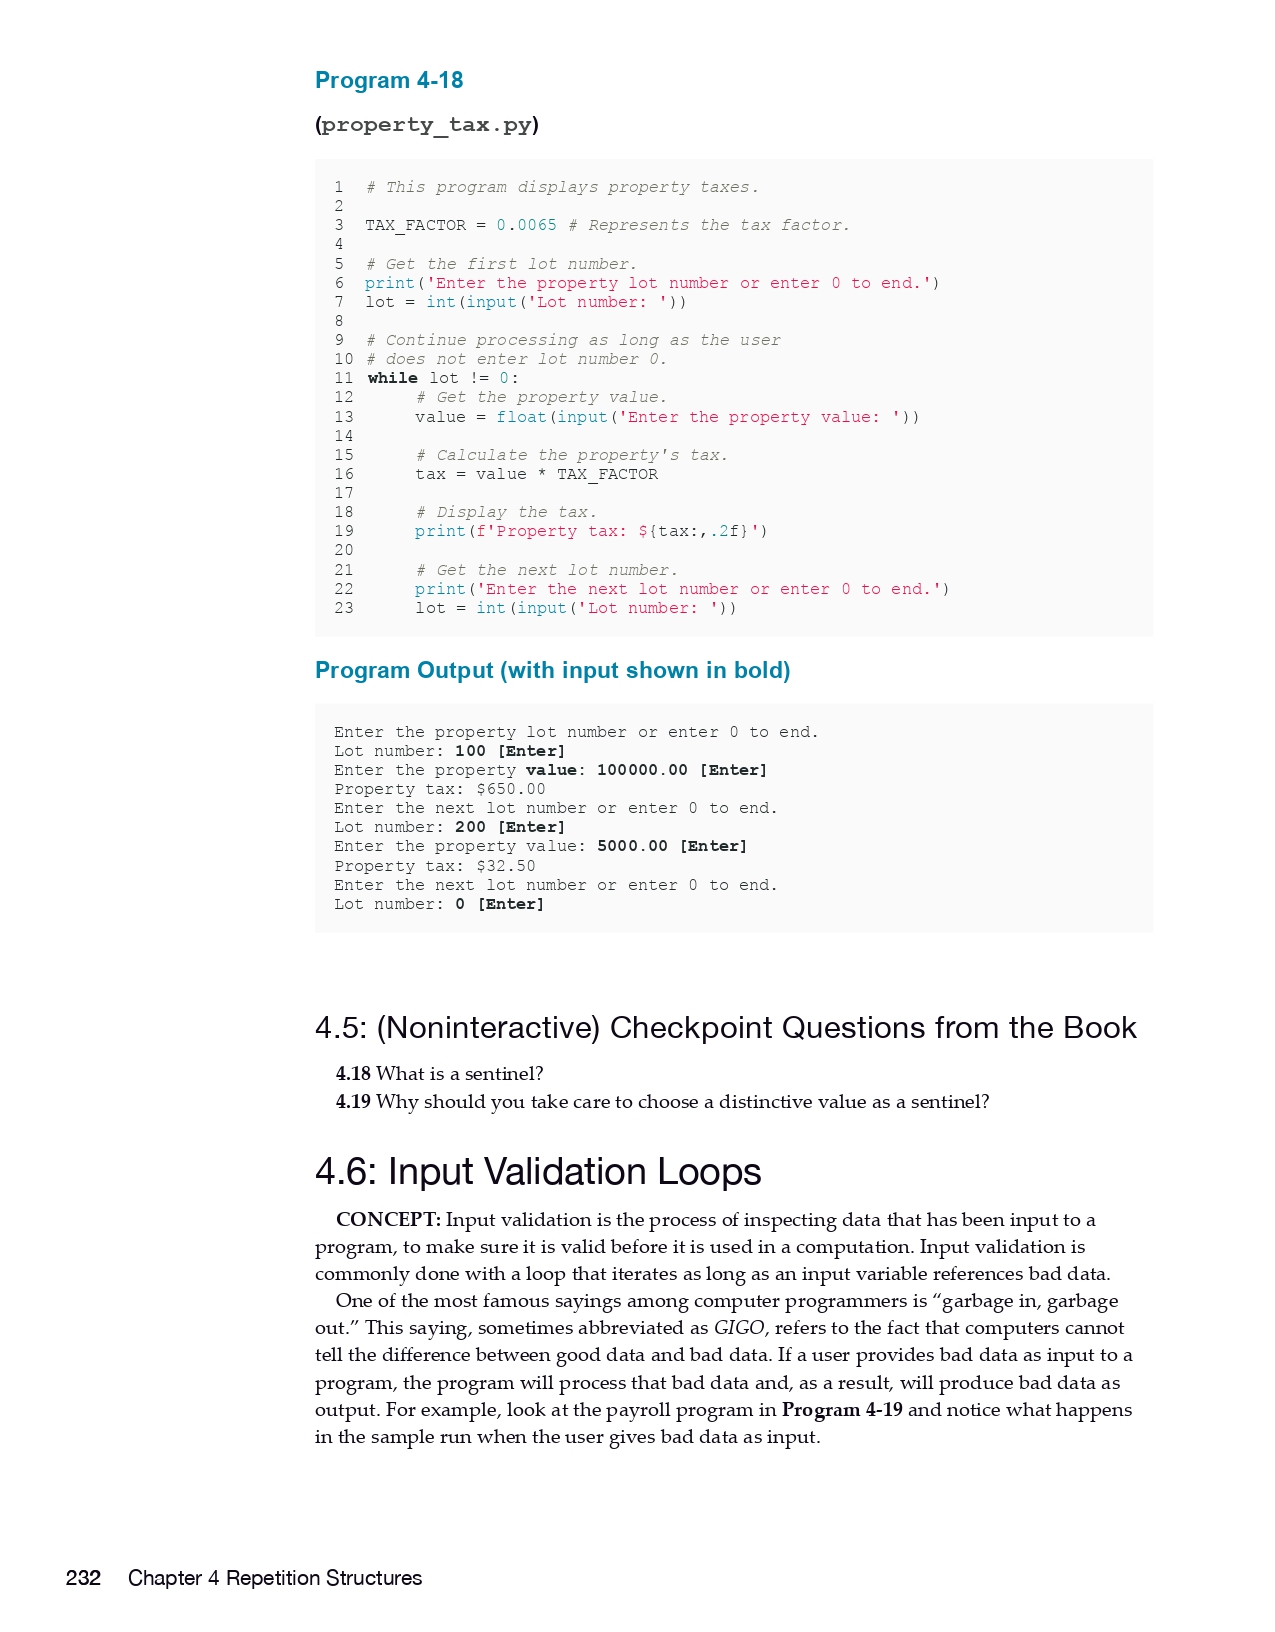 Program 4-18
(property_tax.py)
1 # This program displays property taxes.
2
3 TAX_FACTOR = 0.0065 # Represents the tax factor.
4
5 # Get the first lot number.
6 print('Enter the property lot number or enter 0 to end.')
7 lot = int(input('Lot number: '))
8
9 # Continue processing as long as the user
10 # does not enter lot number 0.
11 while lot != 0:
12     # Get the property value.
13     value = float(input('Enter the property value: '))
14
15     # Calculate the property's tax.
16     tax = value * TAX_FACTOR
17
18     # Display the tax.
19     print(f'Property tax: ${tax:,.2f}')
20
21     # Get the next lot number.
22     print('Enter the next lot number or enter 0 to end.')
23     lot = int(input('Lot number: '))
Program Output (with input shown in bold)
Enter the property lot number or enter 0 to end.
Lot number: 100 [Enter]
Enter the property value: 100000.00 [Enter]
Property tax: $650.00
Enter the next lot number or enter 0 to end.
Lot number: 200 [Enter]
Enter the property value: 5000.00 [Enter]
Property tax: $32.50
Enter the next lot number or enter 0 to end.
Lot number: 0 [Enter]
4.5: (Noninteractive) Checkpoint Questions from the Book
4.18 What is a sentinel?
4.19 Why should you take care to choose a distinctive value as a sentinel?
4.6: Input Validation Loops
CONCEPT: Input validation is the process of inspecting data that has been input to a
program, to make sure it is valid before it is used in a computation. Input validation is
commonly done with a loop that iterates as long as an input variable references bad data.
One of the most famous sayings among computer programmers is “garbage in, garbage
out.” This saying, sometimes abbreviated as GIGO, refers to the fact that computers cannot
tell the difference between good data and bad data. If a user provides bad data as input to a
program, the program will process that bad data and, as a result, will produce bad data as
output. For example, look at the payroll program in Program 4-19 and notice what happens
in the sample run when the user gives bad data as input.
232 Chapter 4 Repetition Structures